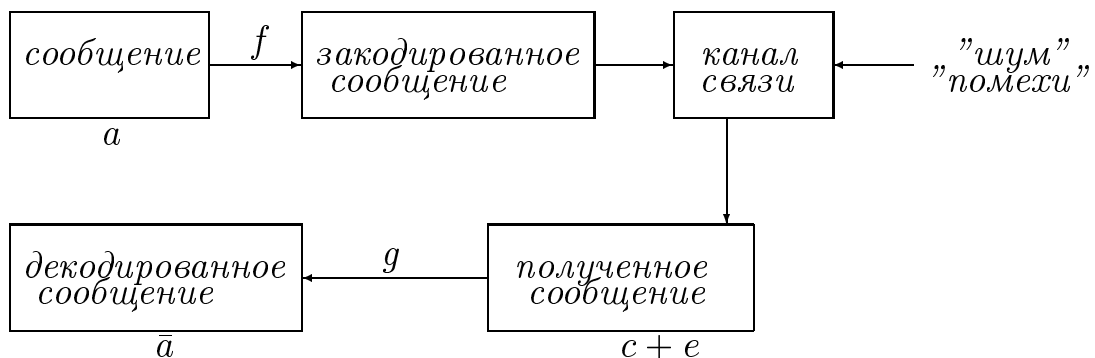 сообщение
a
f
закодированное
сообщение
канал
связи
"шум"
"помехи"
декодированное
сообщение
ā
g
полученное
сообщение
c + e